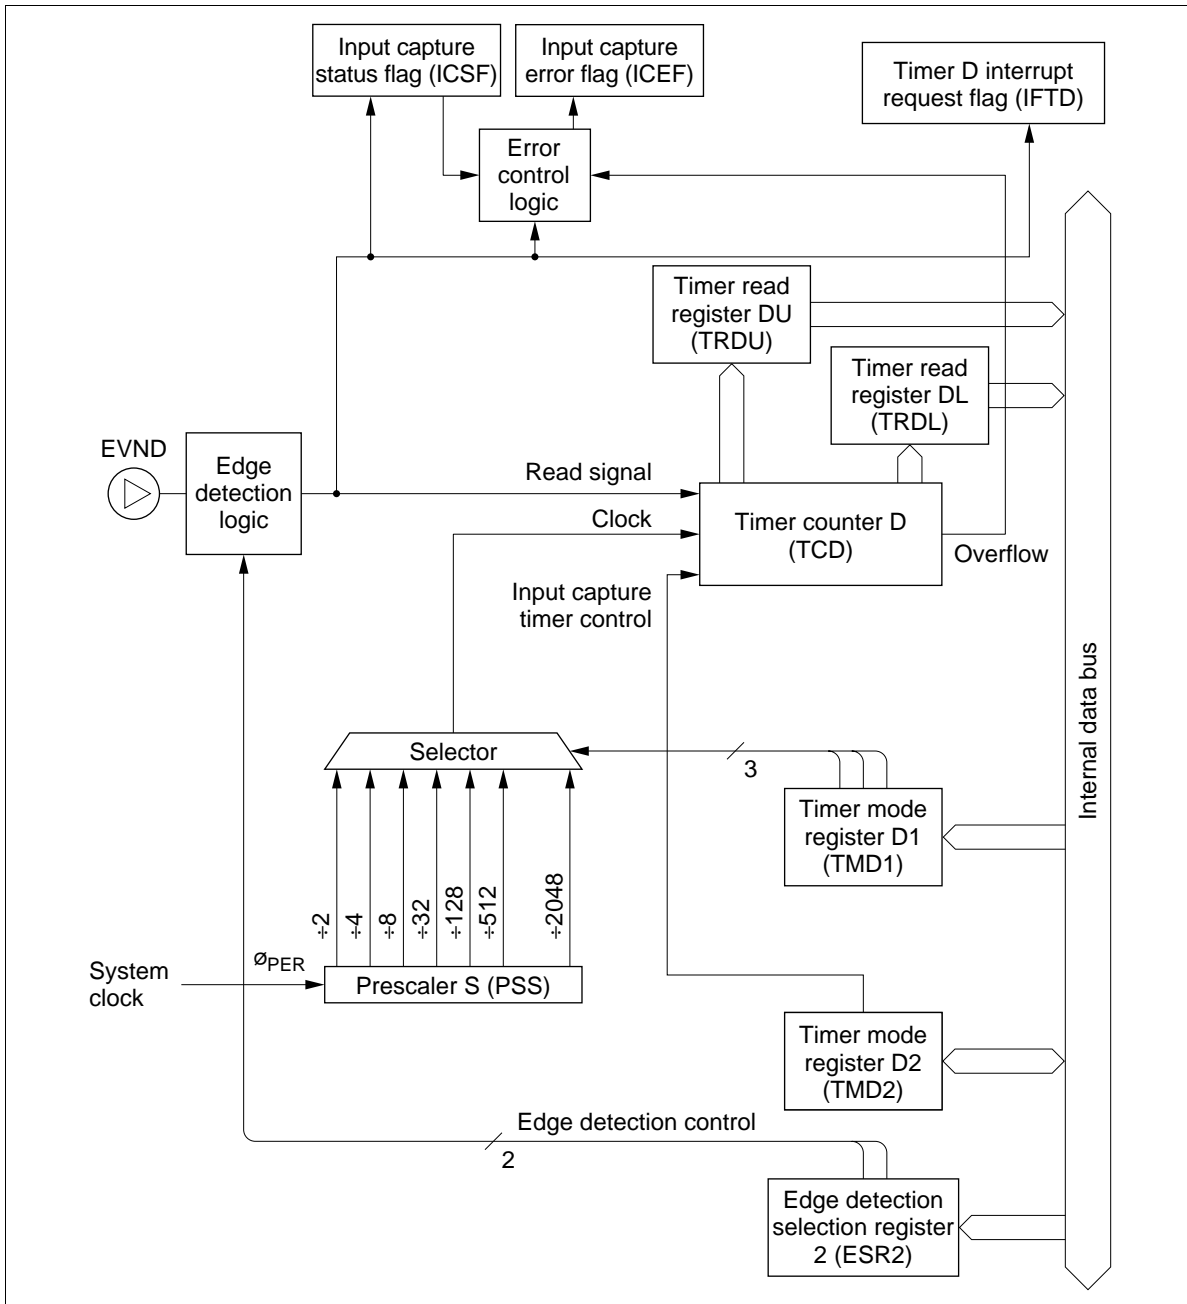 Input capture
status flag (ICSF)
Input capture
error flag (ICEF)
Timer D interrupt
request flag (IFTD)
Error
control
logic
Timer read
register DU
(TRDU)
Timer read
register DL
(TRDL)
EVND
Edge
detection
logic
Read signal
Clock
Timer counter D
(TCD)
Overflow
Input capture
timer control
Internal data bus
Selector
3
Timer mode
register D1
(TMD1)
÷2
÷4
÷8
÷32
÷128
÷512
÷2048
System
clock
øPER
Prescaler S (PSS)
Timer mode
register D2
(TMD2)
Edge detection control
2
Edge detection
selection register
2 (ESR2)